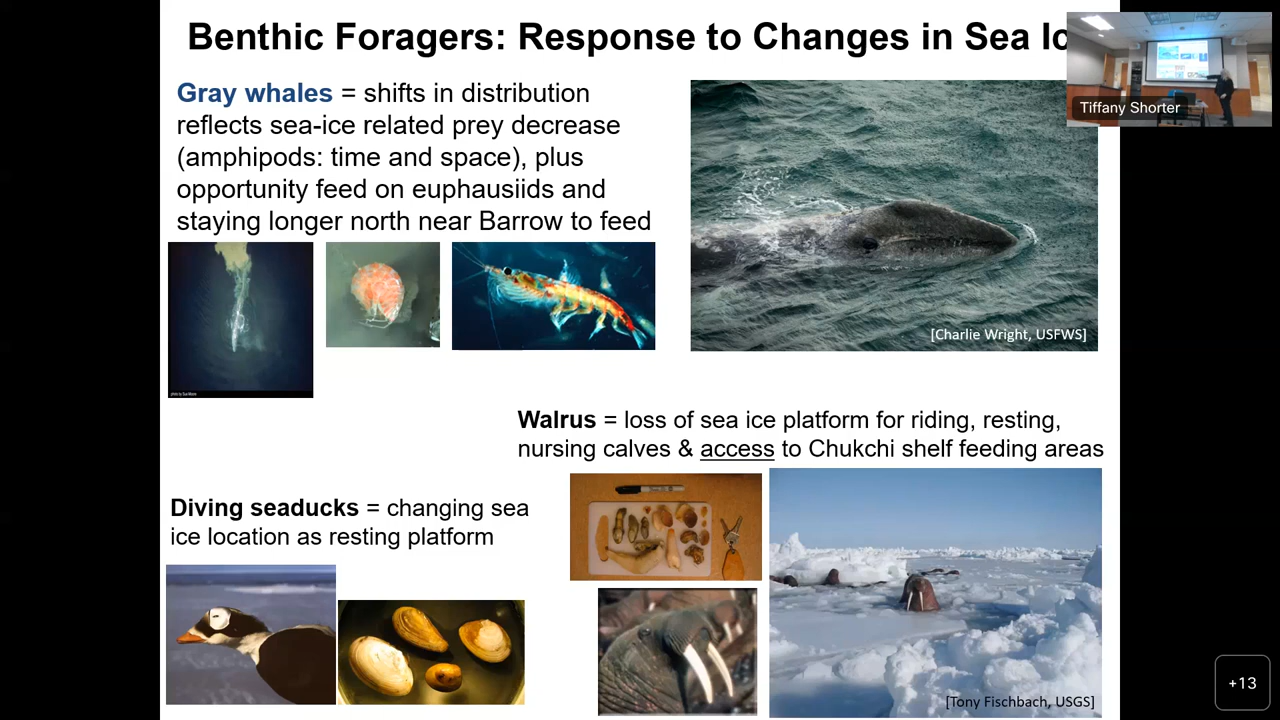 Benthic Foragers: Response to Changes in Sea Ic
Tiffany Shorter
Gray whales = shifts in distribution
reflects sea-ice related prey decrease
(amphipods: time and space), plus
opportunity feed on euphausiids and
staying longer north near Barrow to feed
[Charlie Wright, USFWS]
Walrus = loss of sea ice platform for riding, resting,
nursing calves & access to Chukchi shelf feeding areas
Diving seaducks = changing sea
ice location as resting platform
[Tony Fischbach, USGS]
+13